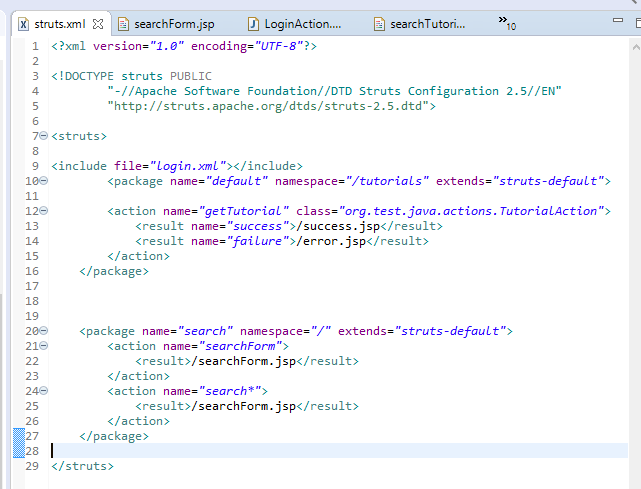 struts.xml searchForm.jsp LoginAction.... searchTutori... »10
1 <?xml version="1.0" encoding="UTF-8"?>
2
3 <!DOCTYPE struts PUBLIC
4 "-//Apache Software Foundation//DTD Struts Configuration 2.5//EN"
5 "http://struts.apache.org/dtds/struts-2.5.dtd">
6
7 <struts>
8
9 <include file="login.xml"></include>
10 <package name="default" namespace="/tutorials" extends="struts-default">
11
12 <action name="getTutorial" class="org.test.java.actions.TutorialAction">
13 <result name="success">/success.jsp</result>
14 <result name="failure">/error.jsp</result>
15 </action>
16 </package>
17
18
19
20 <package name="search" namespace="/" extends="struts-default">
21 <action name="searchForm">
22 <result>/searchForm.jsp</result>
23 </action>
24 <action name="search*">
25 <result>/searchForm.jsp</result>
26 </action>
27 </package>
28
29 </struts>